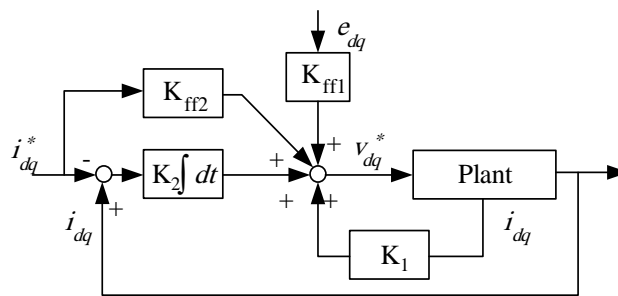 e_dq
K_ff1
K_ff2
+
i*_dq
-
K_2∫ dt
+
v*_dq
Plant
+
i_dq
+
+
i_dq
K_1